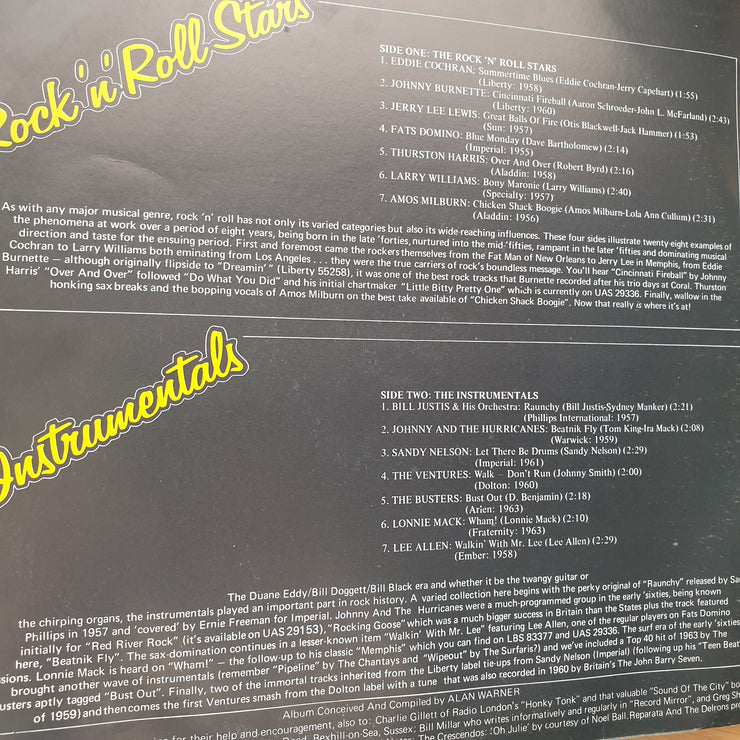 Rock 'n' Roll Stars
SIDE ONE: THE ROCK 'N' ROLL STARS
1. EDDIE COCHRAN: Summertime Blues (Eddie Cochran-Jerry Capehart) (1:55)
(Liberty: 1958)
2. JOHNNY BURNETTE: Cincinnati Fireball (Aaron Schroeder-John L. McFarland) (2:43)
(Liberty: 1960)
3. JERRY LEE LEWIS: Great Balls Of Fire (Otis Blackwell-Jack Hammer) (1:53)
(Sun: 1957)
4. FATS DOMINO: Blue Monday (Dave Bartholomew) (2:14)
(Imperial: 1955)
5. THURSTON HARRIS: Over And Over (Robert Byrd) (2:16)
(Aladdin: 1958)
6. LARRY WILLIAMS: Bony Maronie (Larry Williams) (2:40)
(Specialty: 1957)
7. AMOS MILBURN: Chicken Shack Boogie (Amos Milburn-Lola Ann Cullum) (2:31)
(Aladdin: 1956)
As with any major musical genre, rock 'n' roll has not only its varied categories but also its wide-reaching influences. These four sides illustrate twenty-eight examples of
the phenomena at work over a period of eight years, being born in the late 'forties, nurtured into the mid-'fifties, rampant in the later 'fifties and dominating musical
direction and taste for the ensuing period. First and foremost came the rockers themselves from the Fat Man of New Orleans to Jerry Lee in Memphis, from Eddie
Cochran to Larry Williams both eminating from Los Angeles . . . they were the true carriers of rock's boundless message. You'll hear "Cincinnati Fireball" by Johnny
Burnette — although originally flipside to "Dreamin'" (Liberty 55258), it was one of the best rock tracks that Burnette recorded after his trio days at Coral. Thurston
Harris' "Over And Over" followed "Do What You Did" and his initial chartmaker "Little Bitty Pretty One" which is currently on UAS 29336. Finally, wallow in the
honking sax breaks and the bopping vocals of Amos Milburn on the best take available of "Chicken Shack Boogie". Now that really is where it's at!
Instrumentals
SIDE TWO: THE INSTRUMENTALS
1. BILL JUSTIS & His Orchestra: Raunchy (Bill Justis-Sydney Manker) (2:21)
(Phillips International: 1957)
2. JOHNNY AND THE HURRICANES: Beatnik Fly (Tom King-Ira Mack) (2:08)
(Warwick: 1959)
3. SANDY NELSON: Let There Be Drums (Sandy Nelson) (2:29)
(Imperial: 1961)
4. THE VENTURES: Walk – Don't Run (Johnny Smith) (2:00)
(Dolton: 1960)
5. THE BUSTERS: Bust Out (D. Benjamin) (2:18)
(Arlen: 1963)
6. LONNIE MACK: Wham! (Lonnie Mack) (2:10)
(Fraternity: 1963)
7. LEE ALLEN: Walkin' With Mr. Lee (Lee Allen) (2:29)
(Ember: 1958)
The Duane Eddy/Bill Doggett/Bill Black era and whether it be the twangy guitar or
the chirping organs, the instrumentals played an important part in rock history. A varied collection here begins with the perky original of "Raunchy" released by
Phillips in 1957 and 'covered' by Ernie Freeman for Imperial. Johnny And The Hurricanes were a much-programmed group in the early 'sixties, being known
initially for "Red River Rock" (it's available on UAS 29153), "Rocking Goose" which was a much bigger success in Britain than the States plus the track featured
here, "Beatnik Fly". The sax-domination continues in a lesser-known item "Walkin' With Mr. Lee" featuring Lee Allen, one of the regular players on Fats Domino
Lonnie Mack is heard on "Wham!" — the follow-up to his classic "Memphis" which you can find on LBS 83377 and UAS 29336. The surf era of the early 'sixties
brought another wave of instrumentals (remember "Pipeline" by The Chantays and "Wipeout" by The Surfaris?) and we've included a Top 40 hit of 1963 by The
aptly tagged "Bust Out". Finally, two of the immortal tracks inherited from the Liberty label tie-ups from Sandy Nelson (Imperial) (following up his "Teen Beat"
of 1959) and then comes the first Ventures smash from the Dolton label with a tune that was also recorded in 1960 by Britain's The John Barry Seven.
Album Conceived And Compiled by ALAN WARNER
for their help and encouragement, also to: Charlie Gillett of Radio London's "Honky Tonk" and that valuable "Sound Of The City"
Road, Bexhill-on-Sea, Sussex; Bill Millar who writes informatively and regularly in "Record Mirror", and Greg
The Crescendos: 'Oh Julie' by courtesy of Noel Ball. Reparata And The Delrons